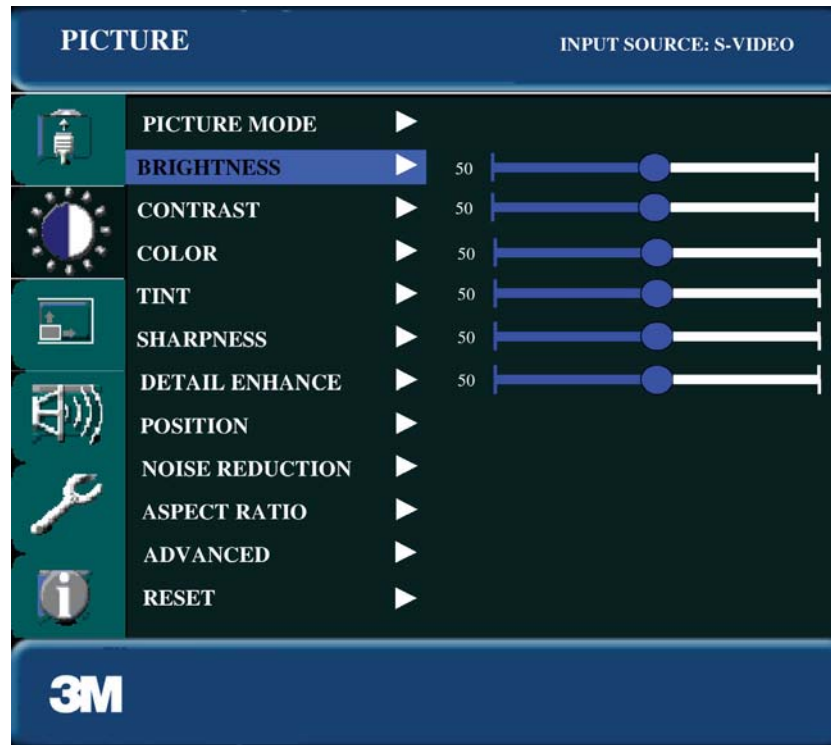 PICTURE
INPUT SOURCE: S-VIDEO
PICTURE MODE
BRIGHTNESS 50
CONTRAST 50
COLOR 50
TINT 50
SHARPNESS 50
DETAIL ENHANCE 50
POSITION
NOISE REDUCTION
ASPECT RATIO
ADVANCED
RESET
3M